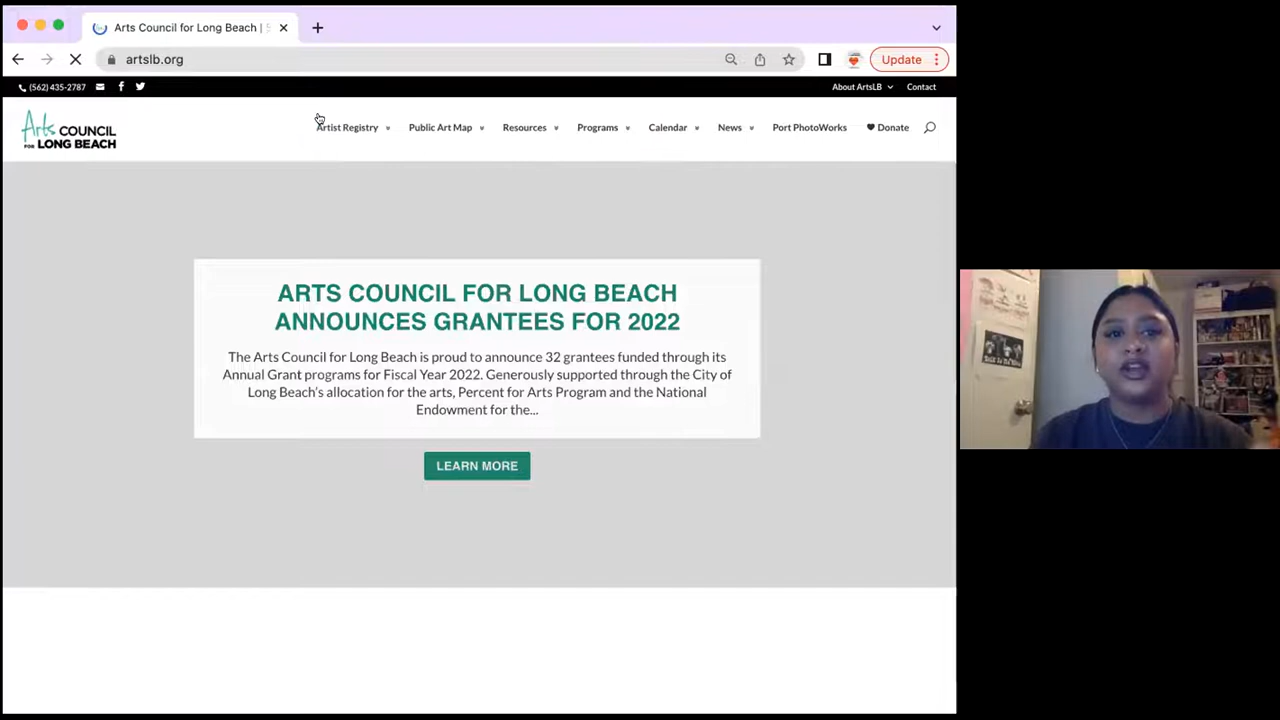 Arts Council for Long Beach | 5
artslb.org
Update
(562) 435-2787
About ArtsLB
Contact
Arts COUNCIL
FOR LONG BEACH
Artist Registry
Public Art Map
Resources
Programs
Calendar
News
Port PhotoWorks
Donate
ARTS COUNCIL FOR LONG BEACH
ANNOUNCES GRANTEES FOR 2022
The Arts Council for Long Beach is proud to announce 32 grantees funded through its
Annual Grant programs for Fiscal Year 2022. Generously supported through the City of
Long Beach's allocation for the arts, Percent for Arts Program and the National
Endowment for the...
LEARN MORE